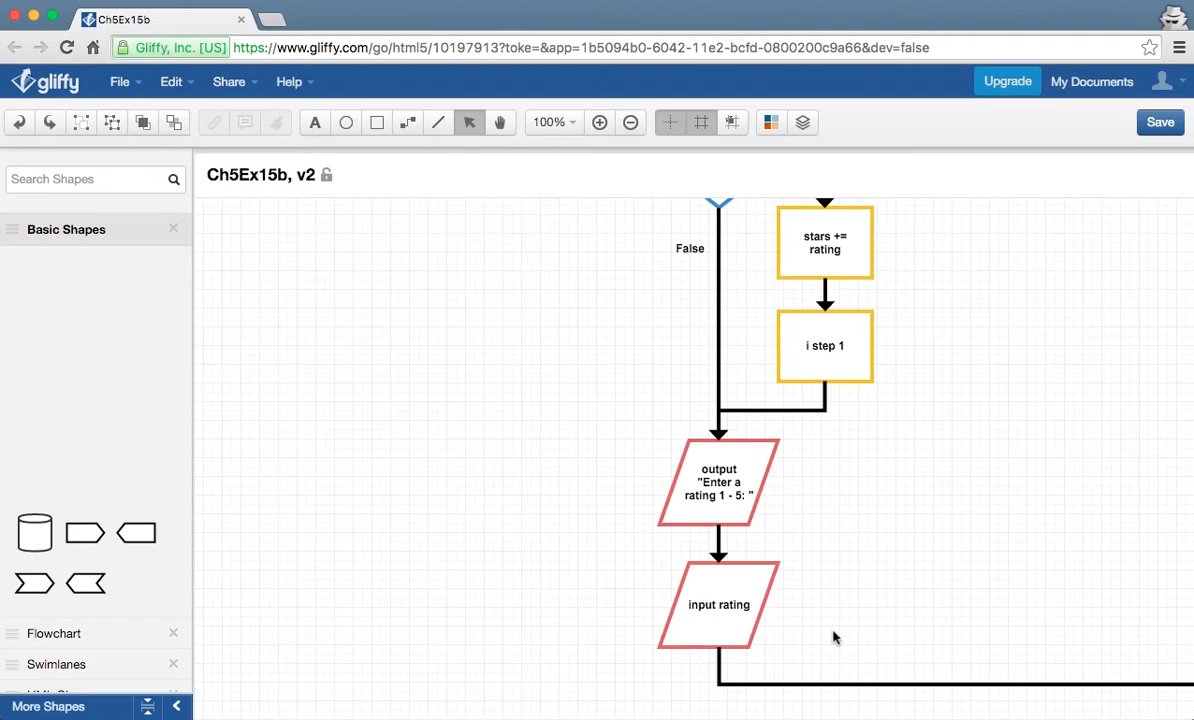 Ch5Ex15b
Gliffy, Inc. [US]
https://www.gliffy.com/go/html5/10197913?toke=&app=1b5094b0-6042-11e2-bcfd-0800200c9a66&dev=false
gliffy
File
Edit
Share
Help
Upgrade
My Documents
A
100%
Save
Search Shapes
Ch5Ex15b, v2
Basic Shapes
stars +=
rating
False
i step 1
output
"Enter a
rating 1 - 5: "
input rating
Flowchart
Swimlanes
More Shapes